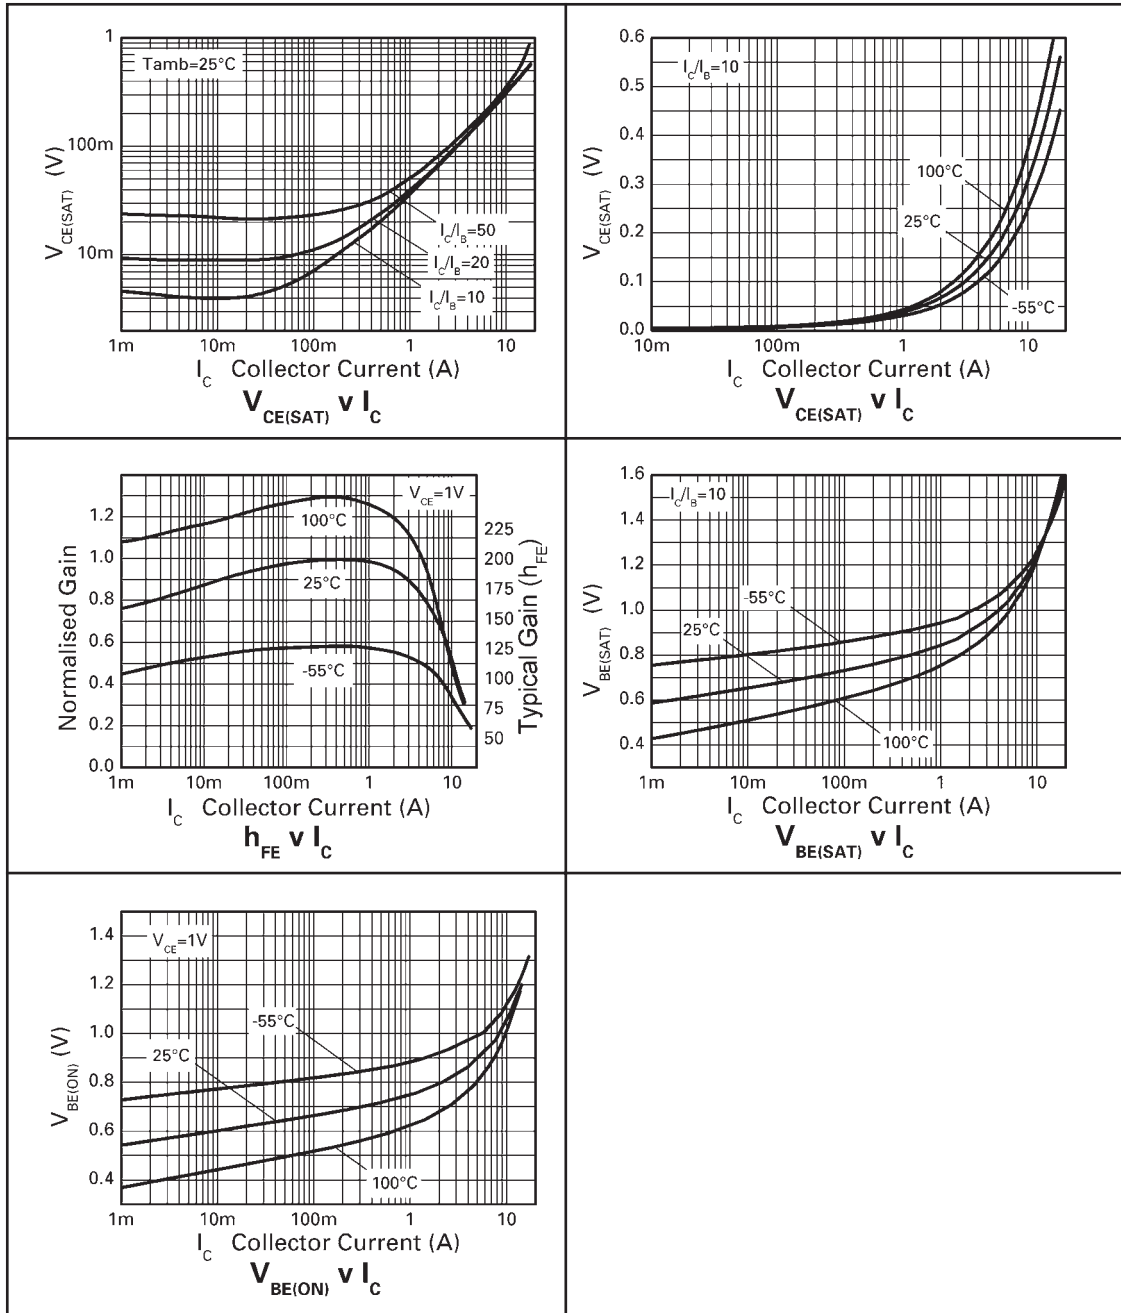 1
100m
10m
V_CE(SAT) (V)
Tamb=25°C
I_C/I_B=50
I_C/I_B=20
I_C/I_B=10
1m 10m 100m 1 10
I_C Collector Current (A)
V_CE(SAT) v I_C
0.6
0.5
0.4
0.3
0.2
0.1
0.0
V_CE(SAT) (V)
I_C/I_B=10
100°C
25°C
-55°C
10m 100m 1 10
I_C Collector Current (A)
V_CE(SAT) v I_C
1.2
1.0
0.8
0.6
0.4
0.2
0.0
Normalised Gain
V_CE=1V
100°C
25°C
-55°C
225
200
175
150
125
100
75
50
Typical Gain (h_FE)
1m 10m 100m 1 10
I_C Collector Current (A)
h_FE v I_C
1.6
1.4
1.2
1.0
0.8
0.6
0.4
V_BE(SAT) (V)
I_C/I_B=10
-55°C
25°C
100°C
1m 10m 100m 1 10
I_C Collector Current (A)
V_BE(SAT) v I_C
1.4
1.2
1.0
0.8
0.6
0.4
V_BE(ON) (V)
V_CE=1V
-55°C
25°C
100°C
1m 10m 100m 1 10
I_C Collector Current (A)
V_BE(ON) v I_C